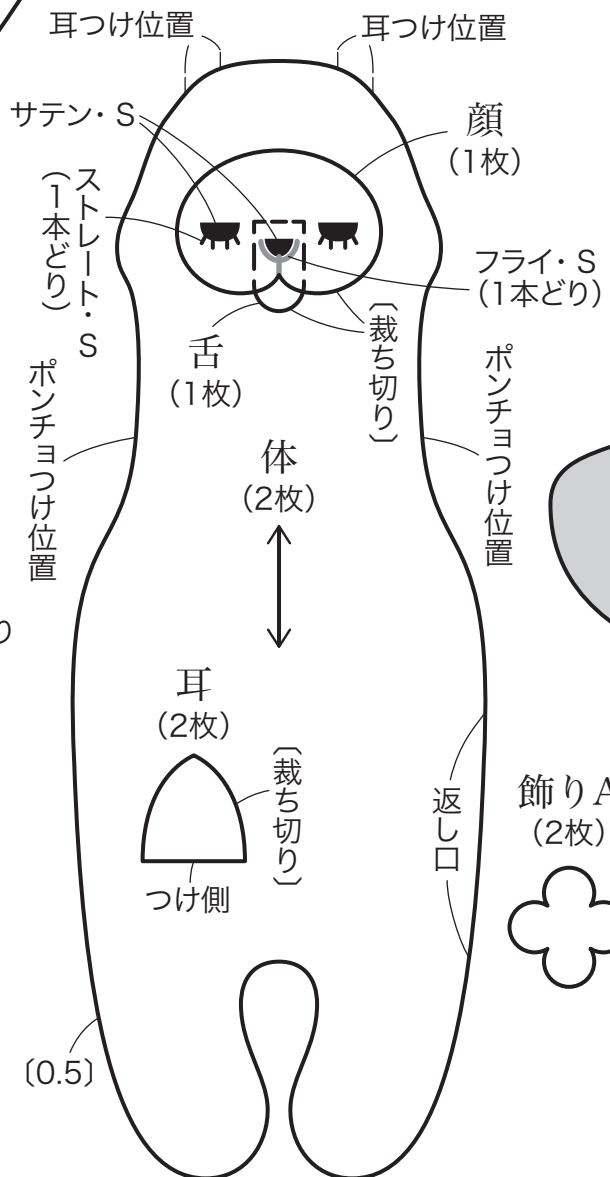 耳つけ位置
耳つけ位置
サテン・S
顔
(1枚)
ストレート・S
(1本どり)
フライ・S
(1本どり)
舌
(1枚)
〔裁ち切り〕
ポンチョつけ位置
ポンチョつけ位置
体
(2枚)
り
耳
(2枚)
〔裁ち切り〕
つけ側
返し口
飾りA
(2枚)
〔0.5〕